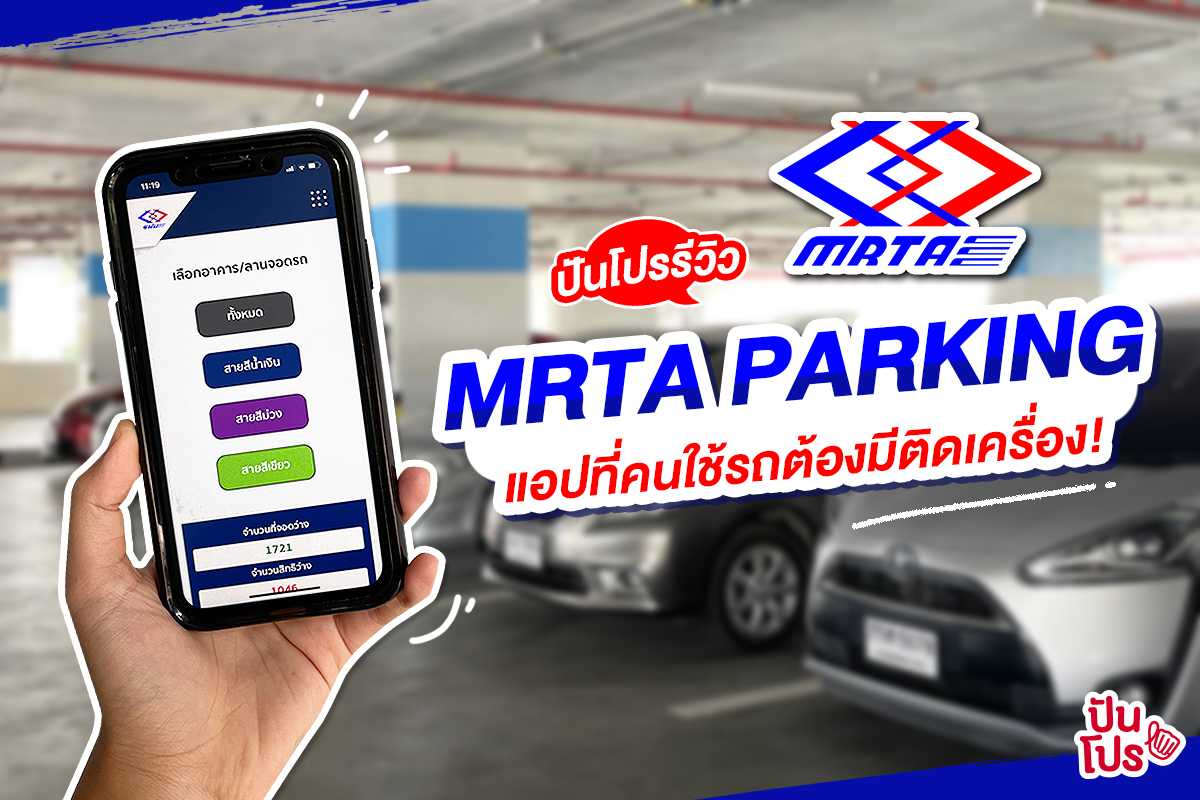 11:19
รฟม
เลือกอาคาร/ลานจอดรถ
ทั้งหมด
สายสีน้ำเงิน
สายสีม่วง
สายสีเขียว
จำนวนที่จอดว่าง
1721
จำนวนสิทธิว่าง
1046
MRTA
ปันโปรรีวิว
MRTA PARKING
แอปที่คนใช้รถต้องมีติดเครื่อง!
ปัน
โปร